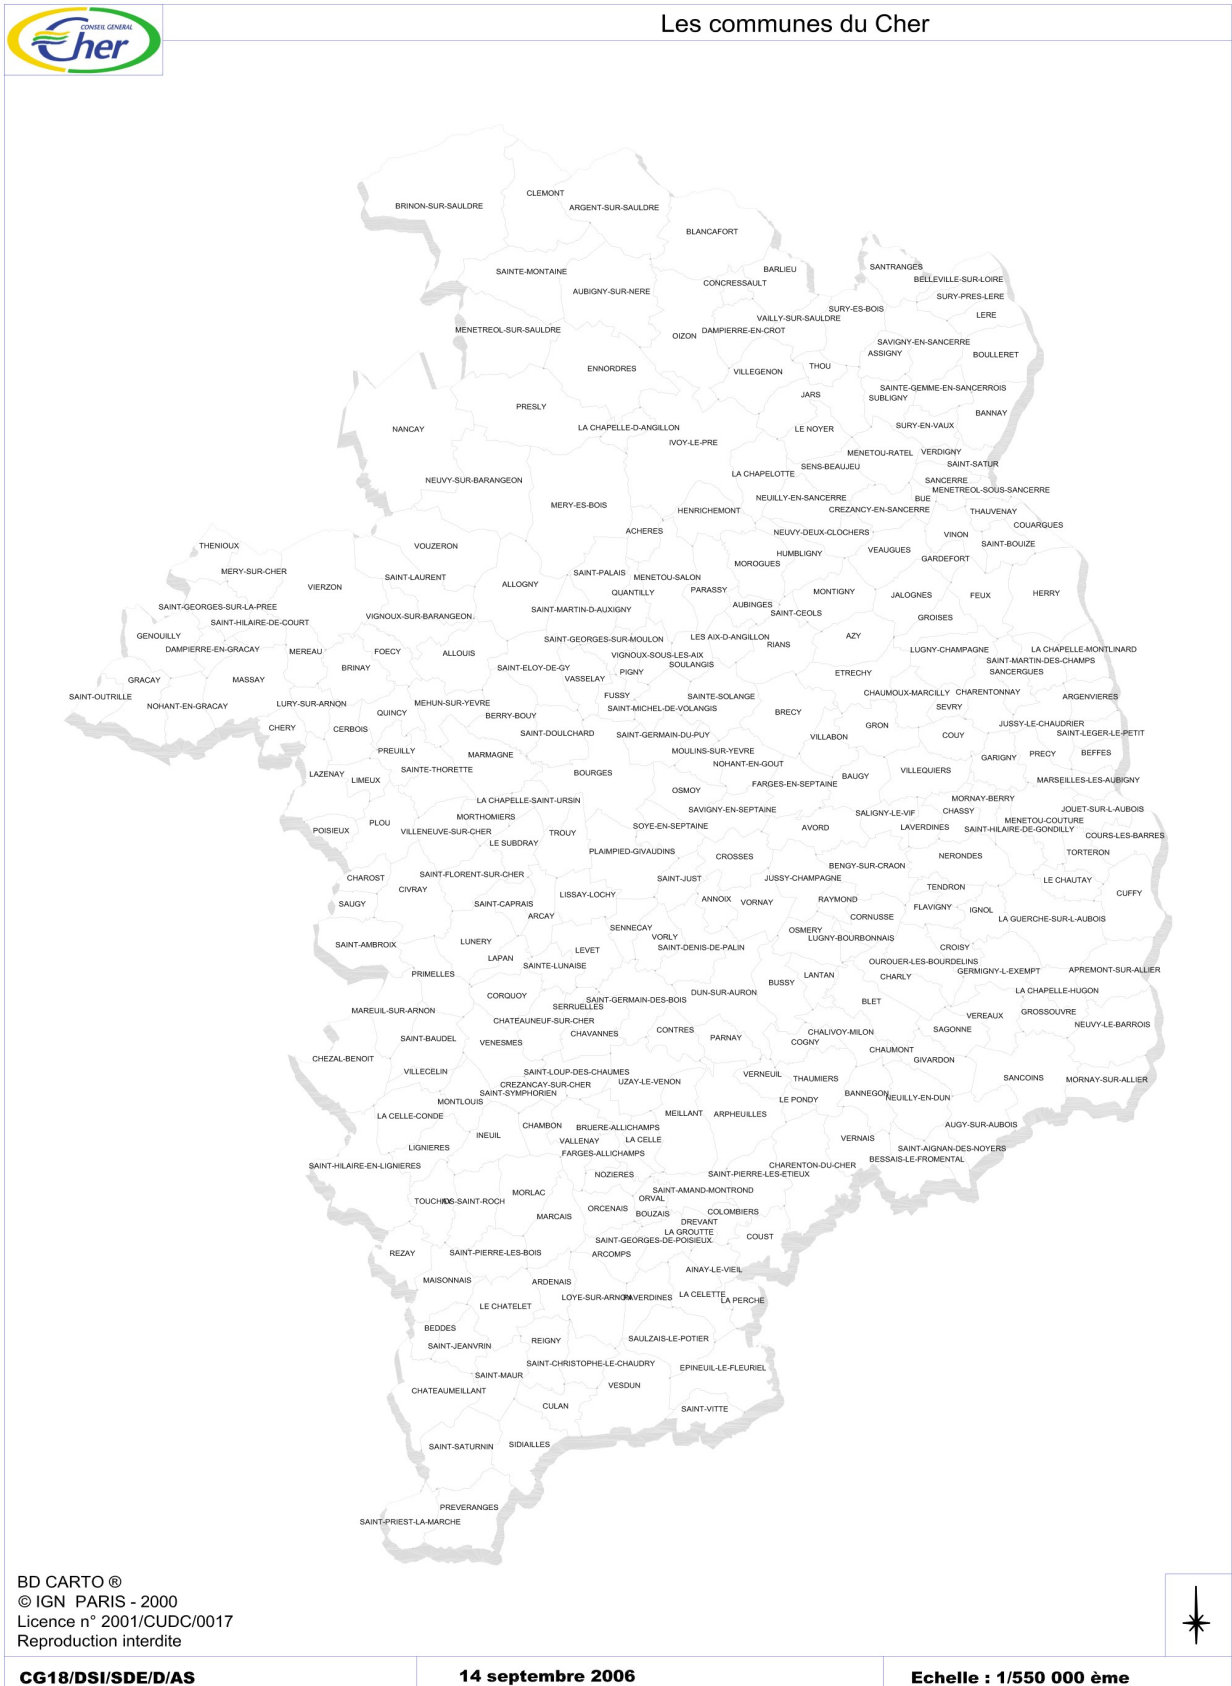 CONSEIL GENERAL
Cher
Les communes du Cher
CLEMONT
BRINON-SUR-SAULDRE
ARGENT-SUR-SAULDRE
BLANCAFORT
SANTRANGES
BARLIEU
SAINTE-MONTAINE
BELLEVILLE-SUR-LOIRE
CONCRESSAULT
AUBIGNY-SUR-NERE
SURY-PRES-LERE
SURY-ES-BOIS
LERE
VAILLY-SUR-SAULDRE
MENETREOL-SUR-SAULDRE
DAMPIERRE-EN-CROT
OIZON
SAVIGNY-EN-SANCERRE
ASSIGNY
BOULLERET
THOU
ENNORDRES
VILLEGENON
SAINTE-GEMME-EN-SANCERROIS
JARS
SUBLIGNY
PRESLY
BANNAY
SURY-EN-VAUX
LA CHAPELLE-D-ANGILLON
NANCAY
LE NOYER
IVOY-LE-PRE
MENETOU-RATEL
VERDIGNY
SAINT-SATUR
SENS-BEAUJEU
LA CHAPELOTTE
NEUVY-SUR-BARANGEON
SANCERRE
MENETREOL-SOUS-SANCERRE
NEUILLY-EN-SANCERRE
BUE
MERY-ES-BOIS
HENRICHEMONT
CREZANCY-EN-SANCERRE
THAUVENAY
COUARGUES
ACHERES
NEUVY-DEUX-CLOCHERS
VINON
SAINT-BOUIZE
THENIOUX
VOUZERON
VEAUGUES
HUMBLIGNY
GARDEFORT
MOROGUES
MERY-SUR-CHER
SAINT-PALAIS
SAINT-LAURENT
MENETOU-SALON
ALLOGNY
VIERZON
PARASSY
QUANTILLY
MONTIGNY
JALOGNES
FEUX
HERRY
SAINT-GEORGES-SUR-LA-PREE
AUBINGES
SAINT-MARTIN-D-AUXIGNY
SAINT-CEOLS
VIGNOUX-SUR-BARANGEON
GROISES
SAINT-HILAIRE-DE-COURT
GENOUILLY
AZY
LES AIX-D-ANGILLON
SAINT-GEORGES-SUR-MOULON
RIANS
DAMPIERRE-EN-GRACAY
MEREAU
FOECY
ALLOUIS
LUGNY-CHAMPAGNE
LA CHAPELLE-MONTLINARD
VIGNOUX-SOUS-LES-AIX
SAINT-MARTIN-DES-CHAMPS
SOULANGIS
BRINAY
SAINT-ELOY-DE-GY
PIGNY
ETRECHY
SANCERGUES
VASSELAY
GRACAY
MASSAY
CHAUMOUX-MARCILLY
CHARENTONNAY
SAINT-OUTRILLE
FUSSY
SAINTE-SOLANGE
ARGENVIERES
LURY-SUR-ARNON
MEHUN-SUR-YEVRE
NOHANT-EN-GRACAY
SAINT-MICHEL-DE-VOLANGIS
SEVRY
QUINCY
BERRY-BOUY
BRECY
JUSSY-LE-CHAUDRIER
GRON
CHERY
CERBOIS
SAINT-DOULCHARD
SAINT-GERMAIN-DU-PUY
VILLABON
COUY
SAINT-LEGER-LE-PETIT
PREUILLY
MARMAGNE
MOULINS-SUR-YEVRE
GARIGNY
PRECY
BEFFES
NOHANT-EN-GOUT
SAINTE-THORETTE
LAZENAY
BOURGES
VILLEQUIERS
BAUGY
LIMEUX
FARGES-EN-SEPTAINE
MARSEILLES-LES-AUBIGNY
OSMOY
LA CHAPELLE-SAINT-URSIN
MORNAY-BERRY
SAVIGNY-EN-SEPTAINE
SALIGNY-LE-VIF
CHASSY
JOUET-SUR-L-AUBOIS
MORTHOMIERS
MENETOU-COUTURE
PLOU
SOYE-EN-SEPTAINE
AVORD
LAVERDINES
SAINT-HILAIRE-DE-GONDILLY
POISIEUX
VILLENEUVE-SUR-CHER
TROUY
COURS-LES-BARRES
LE SUBDRAY
PLAIMPIED-GIVAUDINS
CROSSES
NERONDES
TORTERON
BENGY-SUR-CRAON
SAINT-FLORENT-SUR-CHER
CHAROST
SAINT-JUST
JUSSY-CHAMPAGNE
LE CHAUTAY
CIVRAY
TENDRON
CUFFY
LISSAY-LOCHY
ANNOIX
VORNAY
RAYMOND
SAUGY
SAINT-CAPRAIS
FLAVIGNY
IGNOL
ARCAY
CORNUSSE
LA GUERCHE-SUR-L-AUBOIS
SENNECAY
OSMERY
VORLY
LUGNY-BOURBONNAIS
SAINT-AMBROIX
LUNERY
SAINT-DENIS-DE-PALIN
CROISY
LEVET
LAPAN
OUROUER-LES-BOURDELINS
SAINTE-LUNAISE
GERMIGNY-L-EXEMPT
APREMONT-SUR-ALLIER
PRIMELLES
LANTAN
CHARLY
BUSSY
LA CHAPELLE-HUGON
DUN-SUR-AURON
CORQUOY
SAINT-GERMAIN-DES-BOIS
BLET
SERRUELLES
MAREUIL-SUR-ARNON
GROSSOUVRE
VEREAUX
CHATEAUNEUF-SUR-CHER
NEUVY-LE-BARROIS
CONTRES
SAGONNE
CHAVANNES
CHALIVOY-MILON
SAINT-BAUDEL
PARNAY
VENESMES
COGNY
CHAUMONT
CHEZAL-BENOIT
GIVARDON
VILLECELIN
SAINT-LOUP-DES-CHAUMES
VERNEUIL
THAUMIERS
SANCOINS
MORNAY-SUR-ALLIER
UZAY-LE-VENON
CREZANCAY-SUR-CHER
SAINT-SYMPHORIEN
BANNEGON
NEUILLY-EN-DUN
LE PONDY
MONTLOUIS
MEILLANT
ARPHEUILLES
LA CELLE-CONDE
CHAMBON
BRUERE-ALLICHAMPS
AUGY-SUR-AUBOIS
INEUIL
VALLENAY
LA CELLE
VERNAIS
LIGNIERES
SAINT-AIGNAN-DES-NOYERS
FARGES-ALLICHAMPS
BESSAIS-LE-FROMENTAL
SAINT-HILAIRE-EN-LIGNIERES
CHARENTON-DU-CHER
NOZIERES
SAINT-PIERRE-LES-ETIEUX
MORLAC
SAINT-AMAND-MONTROND
ORVAL
TOUCHAY
IDS-SAINT-ROCH
ORCENAIS
COLOMBIERS
BOUZAIS
MARCAIS
DREVANT
LA GROUTTE
COUST
SAINT-GEORGES-DE-POISIEUX
REZAY
SAINT-PIERRE-LES-BOIS
ARCOMPS
AINAY-LE-VIEIL
MAISONNAIS
ARDENAIS
LA CELETTE
LOYE-SUR-ARNON
FAVERDINES
LA PERCHE
LE CHATELET
BEDDES
SAULZAIS-LE-POTIER
REIGNY
SAINT-JEANVRIN
SAINT-CHRISTOPHE-LE-CHAUDRY
EPINEUIL-LE-FLEURIEL
SAINT-MAUR
VESDUN
CHATEAUMEILLANT
CULAN
SAINT-VITTE
SIDIAILLES
SAINT-SATURNIN
PREVERANGES
SAINT-PRIEST-LA-MARCHE
BD CARTO ®
© IGN PARIS - 2000
Licence n° 2001/CUDC/0017
Reproduction interdite
CG18/DSI/SDE/D/AS
14 septembre 2006
Echelle : 1/550 000 ème